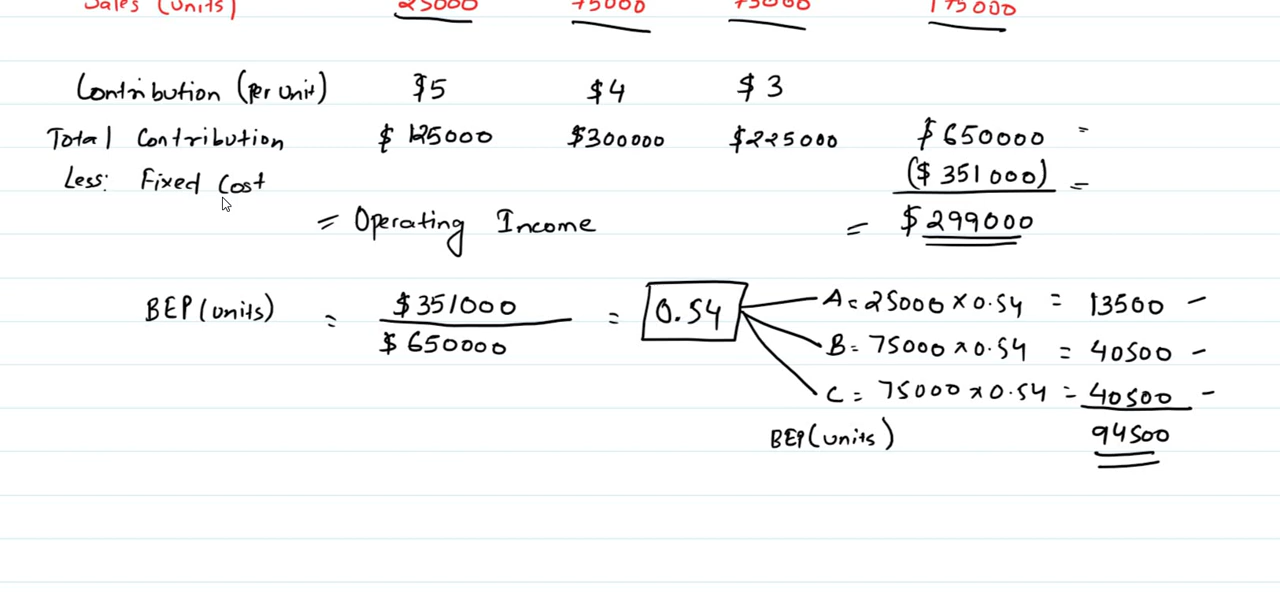 Sales (Units) 25000 75000 75000 175000
Contribution (per unit) $5 $4 $3
Total Contribution $ 125000 $300000 $225000 $650000 =
Less: Fixed Cost ($ 351000) =
= Operating Income = $ 299000
BEP (units) = $351000 / $650000 = 0.54
A = 25000 x 0.54 = 13500 -
B = 75000 x 0.54 = 40500 -
C = 75000 x 0.54 = 40500 -
BEP (units) 94500